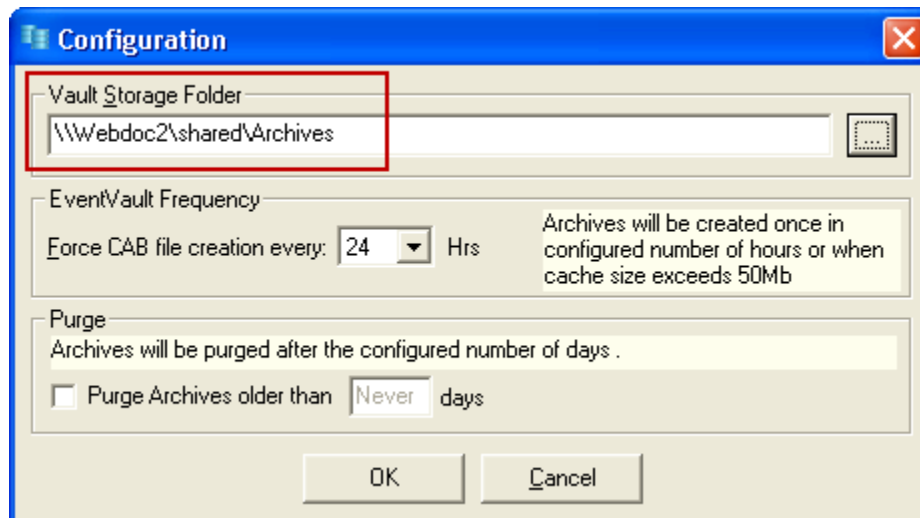 Configuration
Vault Storage Folder
\\Webdoc2\shared\Archives
...
EventVault Frequency
Force CAB file creation every: 24 Hrs
Archives will be created once in
configured number of hours or when
cache size exceeds 50Mb
Purge
Archives will be purged after the configured number of days .
Purge Archives older than Never days
OK Cancel